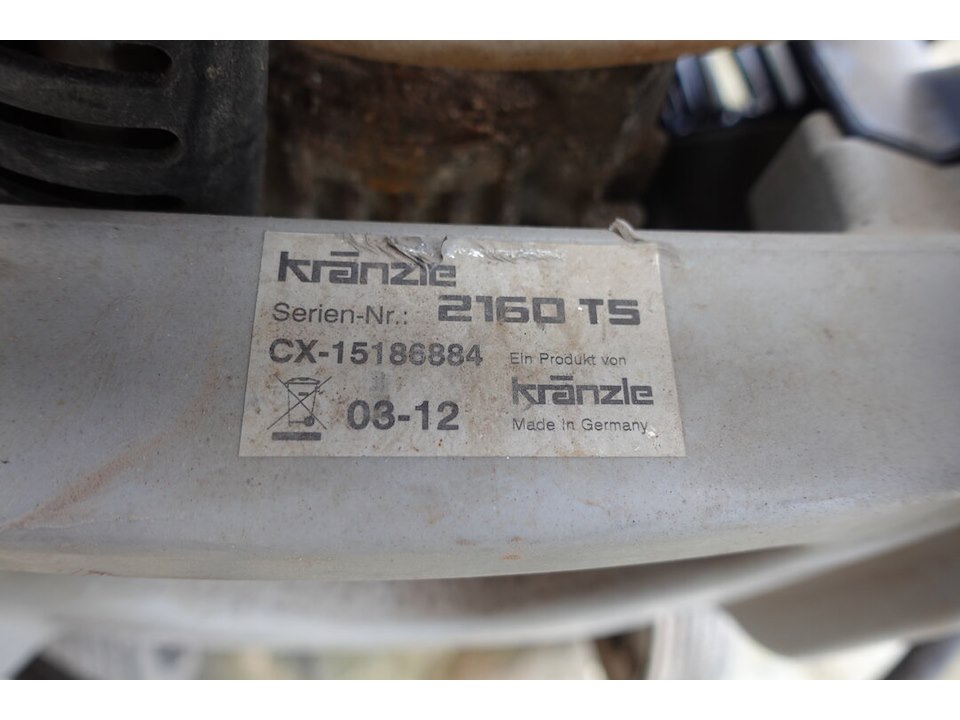 kränzle
Serien-Nr.: 2160 TS
CX-15186884
Ein Produkt von
kränzle
03-12
Made in Germany